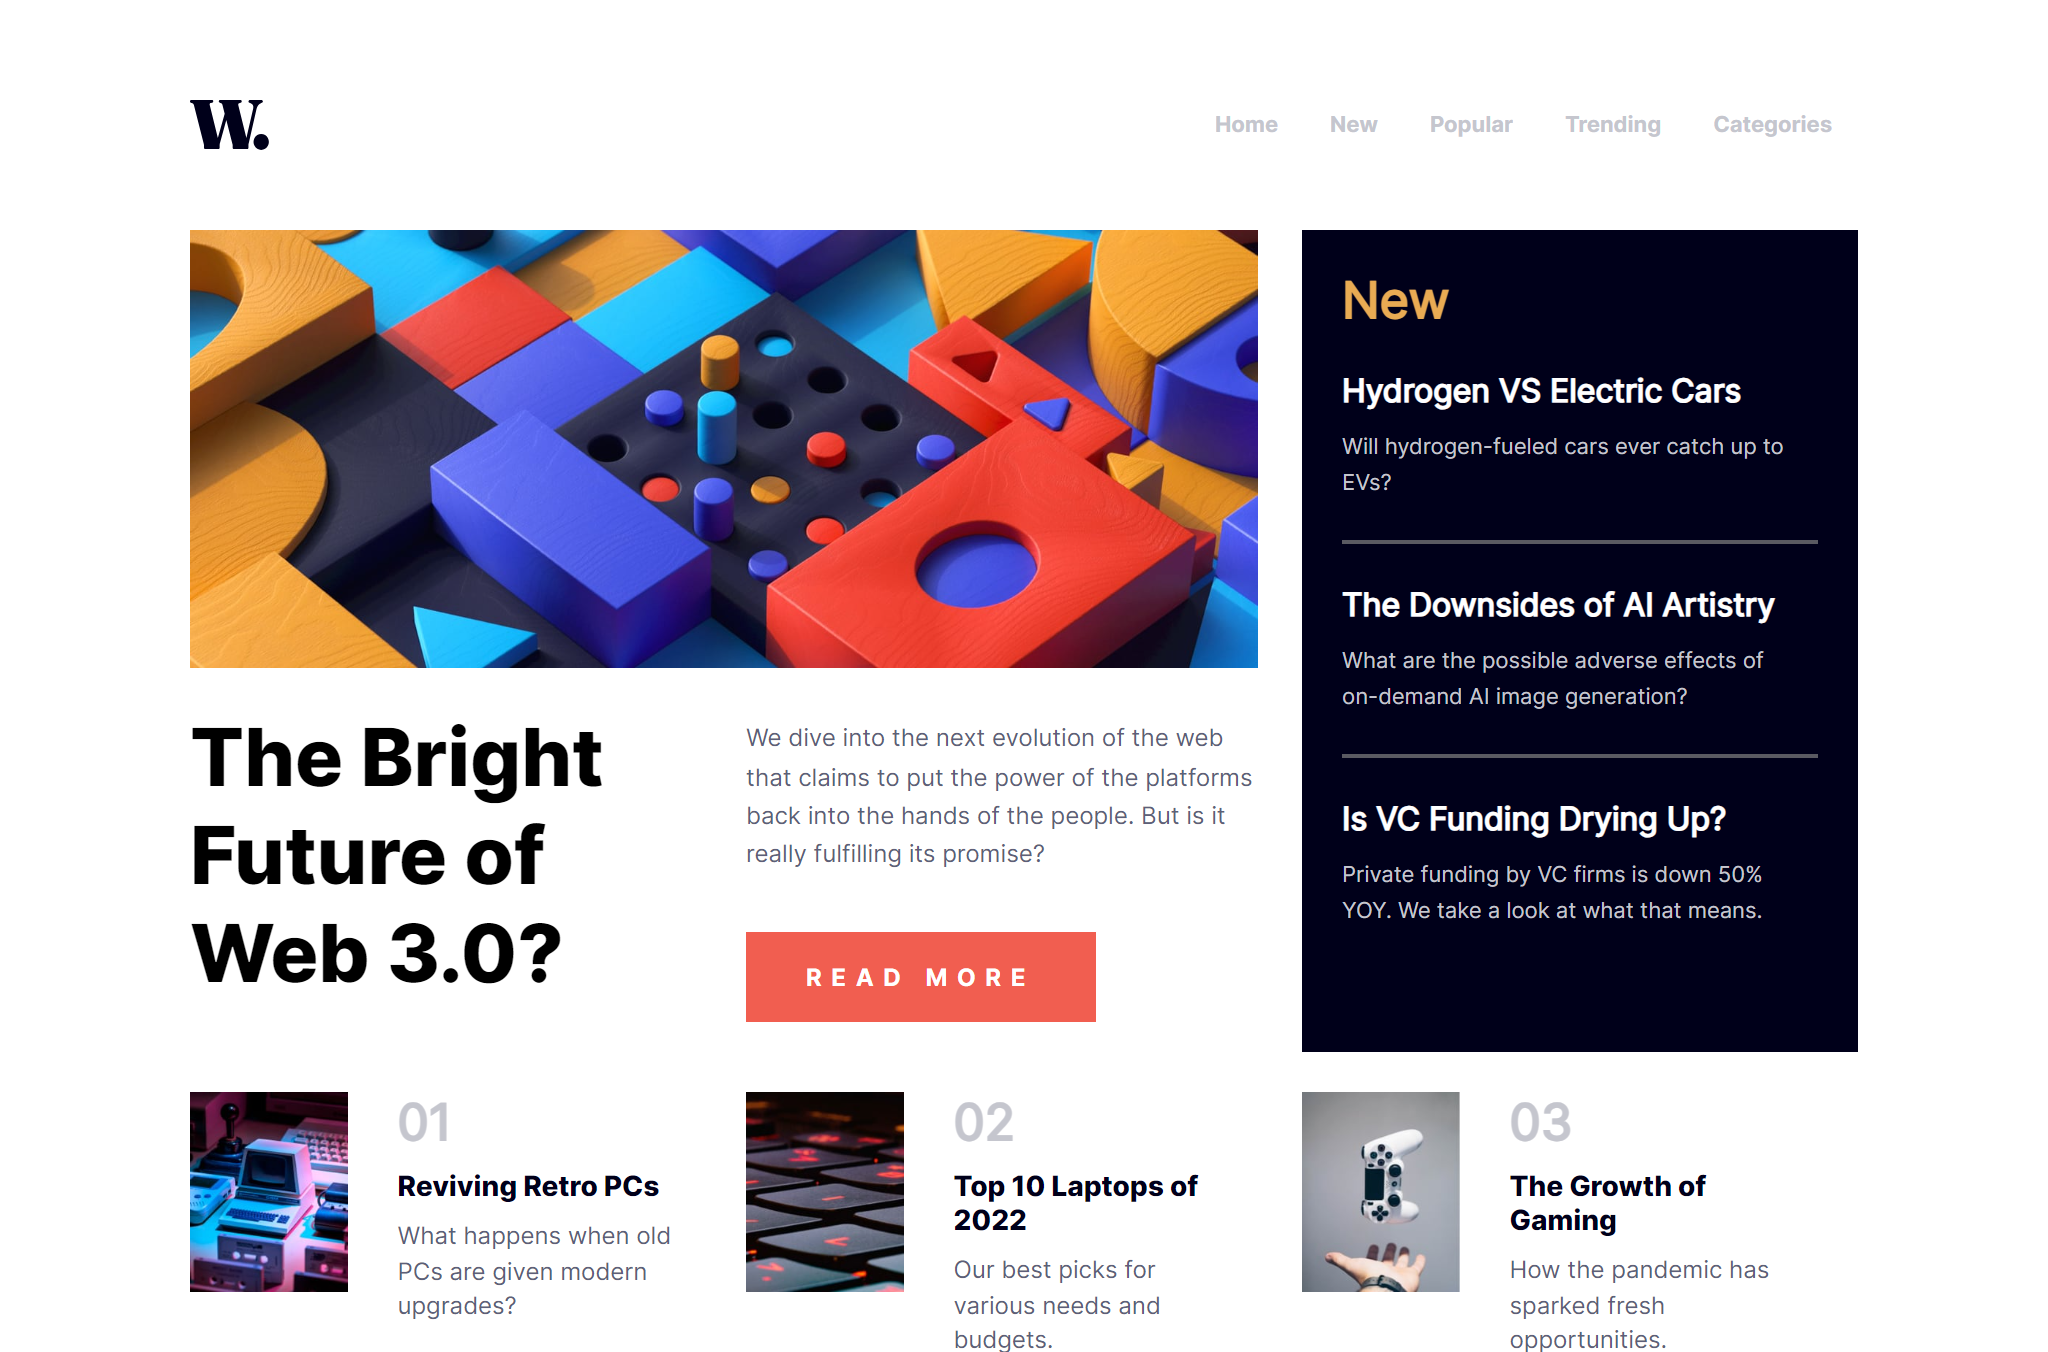 W.
Home New Popular Trending Categories
The Bright
Future of
Web 3.0?
We dive into the next evolution of the web
that claims to put the power of the platforms
back into the hands of the people. But is it
really fulfilling its promise?
READ MORE
New
Hydrogen VS Electric Cars
Will hydrogen-fueled cars ever catch up to
EVs?
The Downsides of AI Artistry
What are the possible adverse effects of
on-demand AI image generation?
Is VC Funding Drying Up?
Private funding by VC firms is down 50%
YOY. We take a look at what that means.
01
Reviving Retro PCs
What happens when old
PCs are given modern
upgrades?
02
Top 10 Laptops of
2022
Our best picks for
various needs and
budgets.
03
The Growth of
Gaming
How the pandemic has
sparked fresh
opportunities.